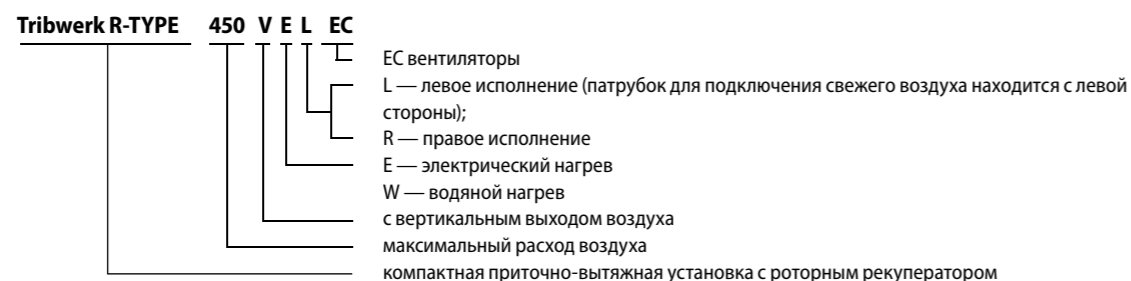 Tribwerk R-TYPE 450 V E L EC
EC вентиляторы
L — левое исполнение (патрубок для подключения свежего воздуха находится с левой
стороны);
R — правое исполнение
E — электрический нагрев
W — водяной нагрев
с вертикальным выходом воздуха
максимальный расход воздуха
компактная приточно-вытяжная установка с роторным рекуператором